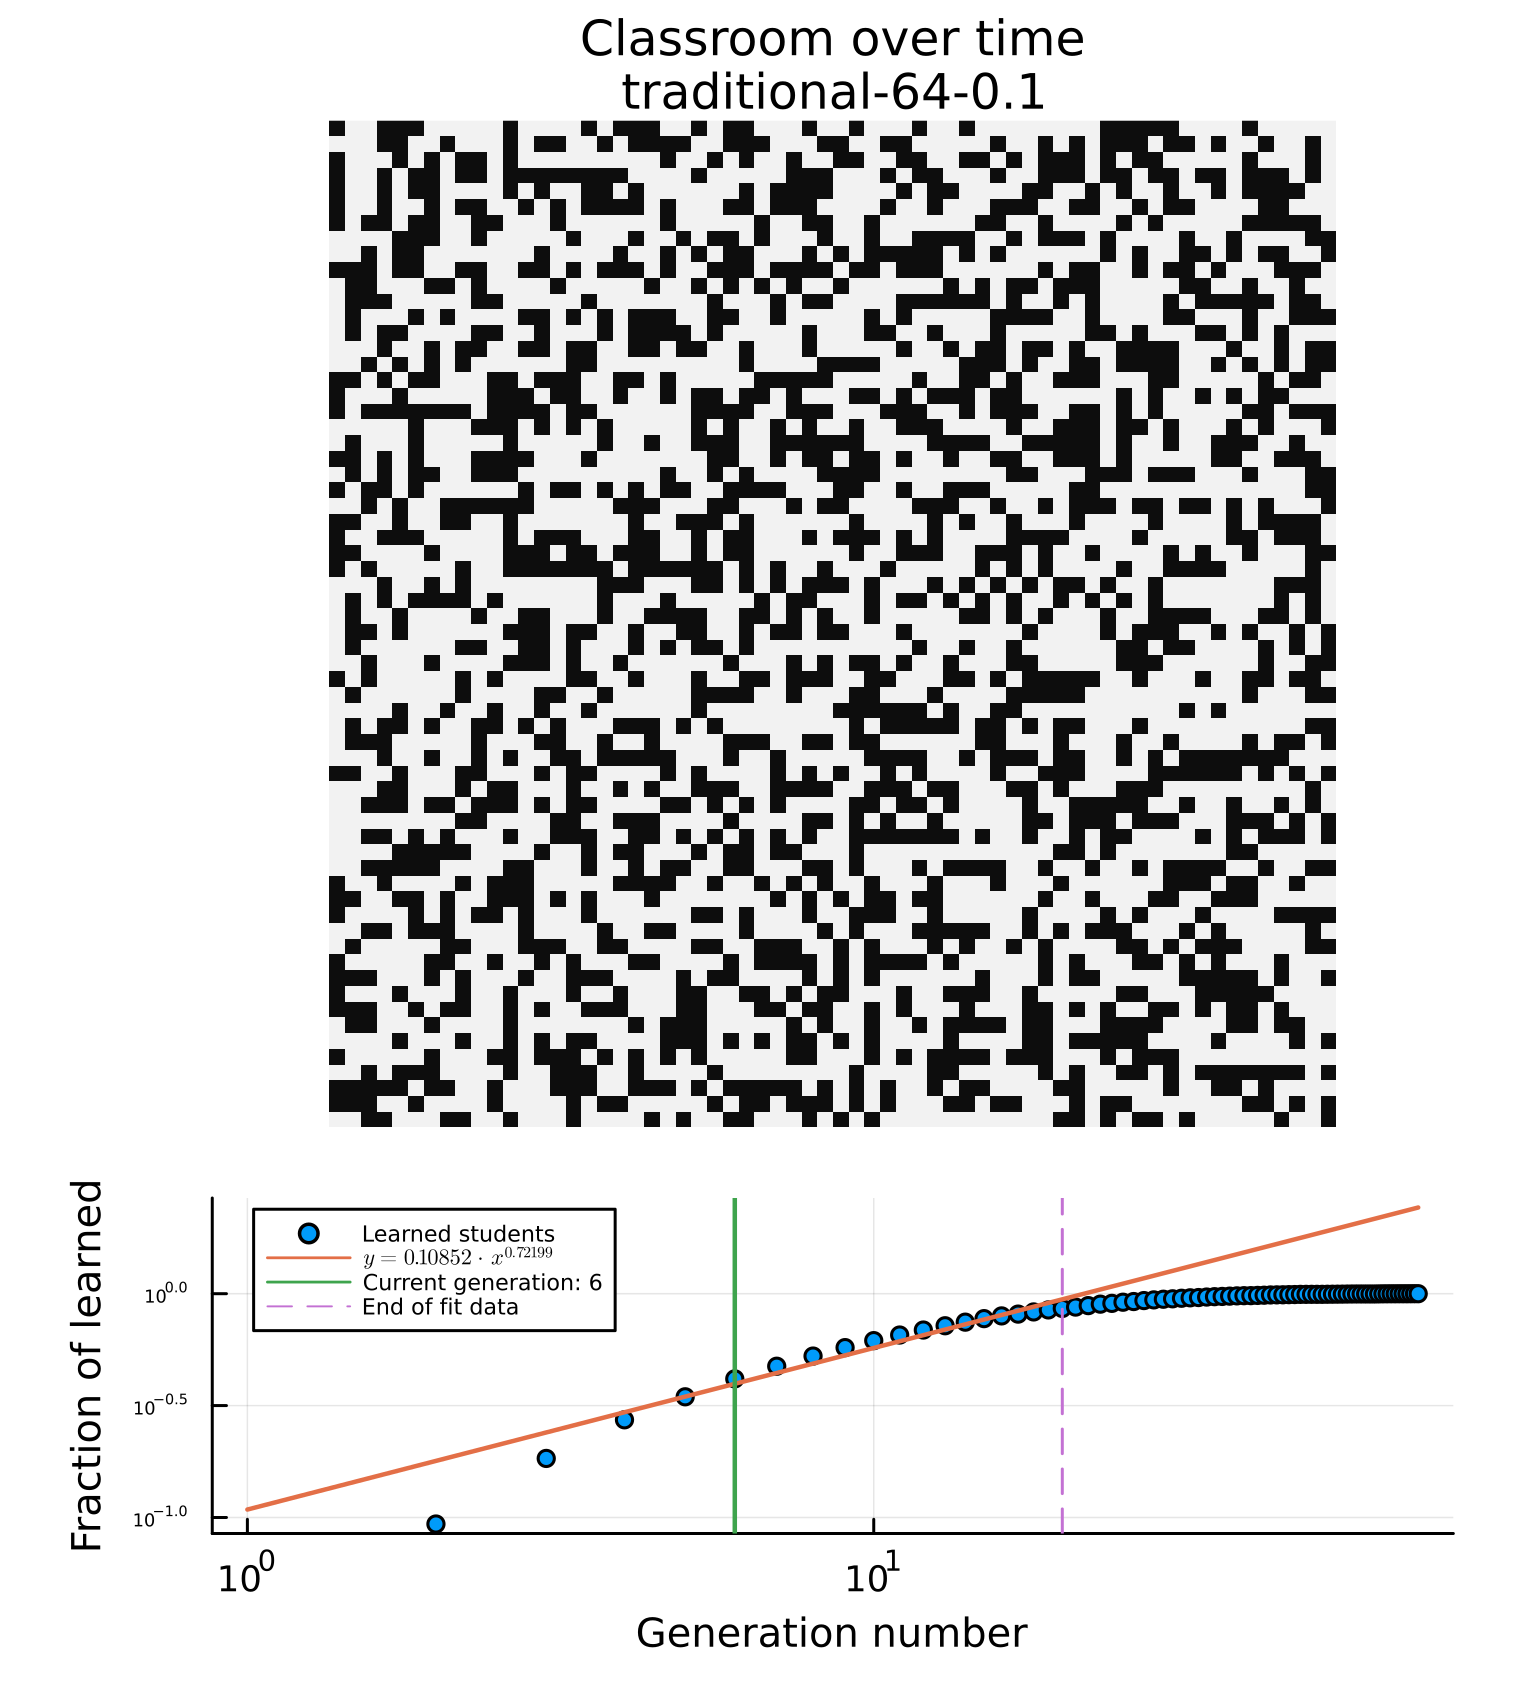 Classroom over time
traditional-64-0.1
Fraction of learned
10^0.0
10^−0.5
10^−1.0
Learned students
y = 0.10852 · x^0.72199
Current generation: 6
End of fit data
10^0
10^1
Generation number